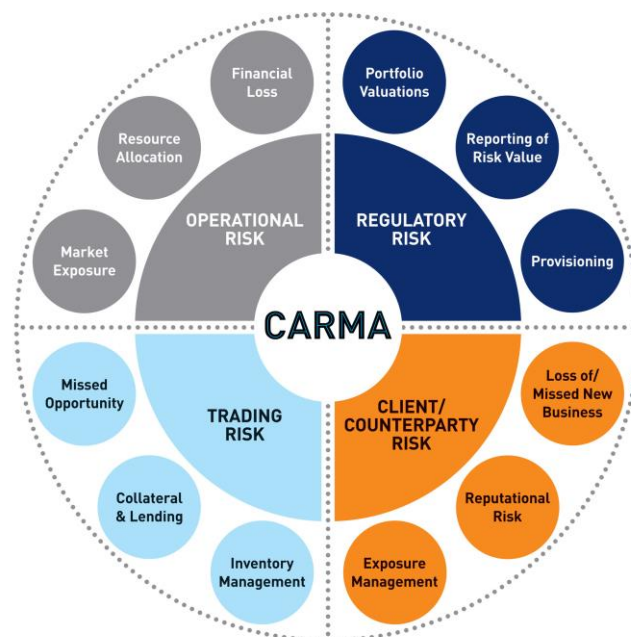 Financial
Loss
Portfolio
Valuations
Resource
Allocation
Reporting of
Risk Value
Market
Exposure
OPERATIONAL
RISK
REGULATORY
RISK
Provisioning
CARMA
Missed
Opportunity
TRADING
RISK
CLIENT/
COUNTERPARTY
RISK
Loss of/
Missed New
Business
Collateral
& Lending
Reputational
Risk
Inventory
Management
Exposure
Management